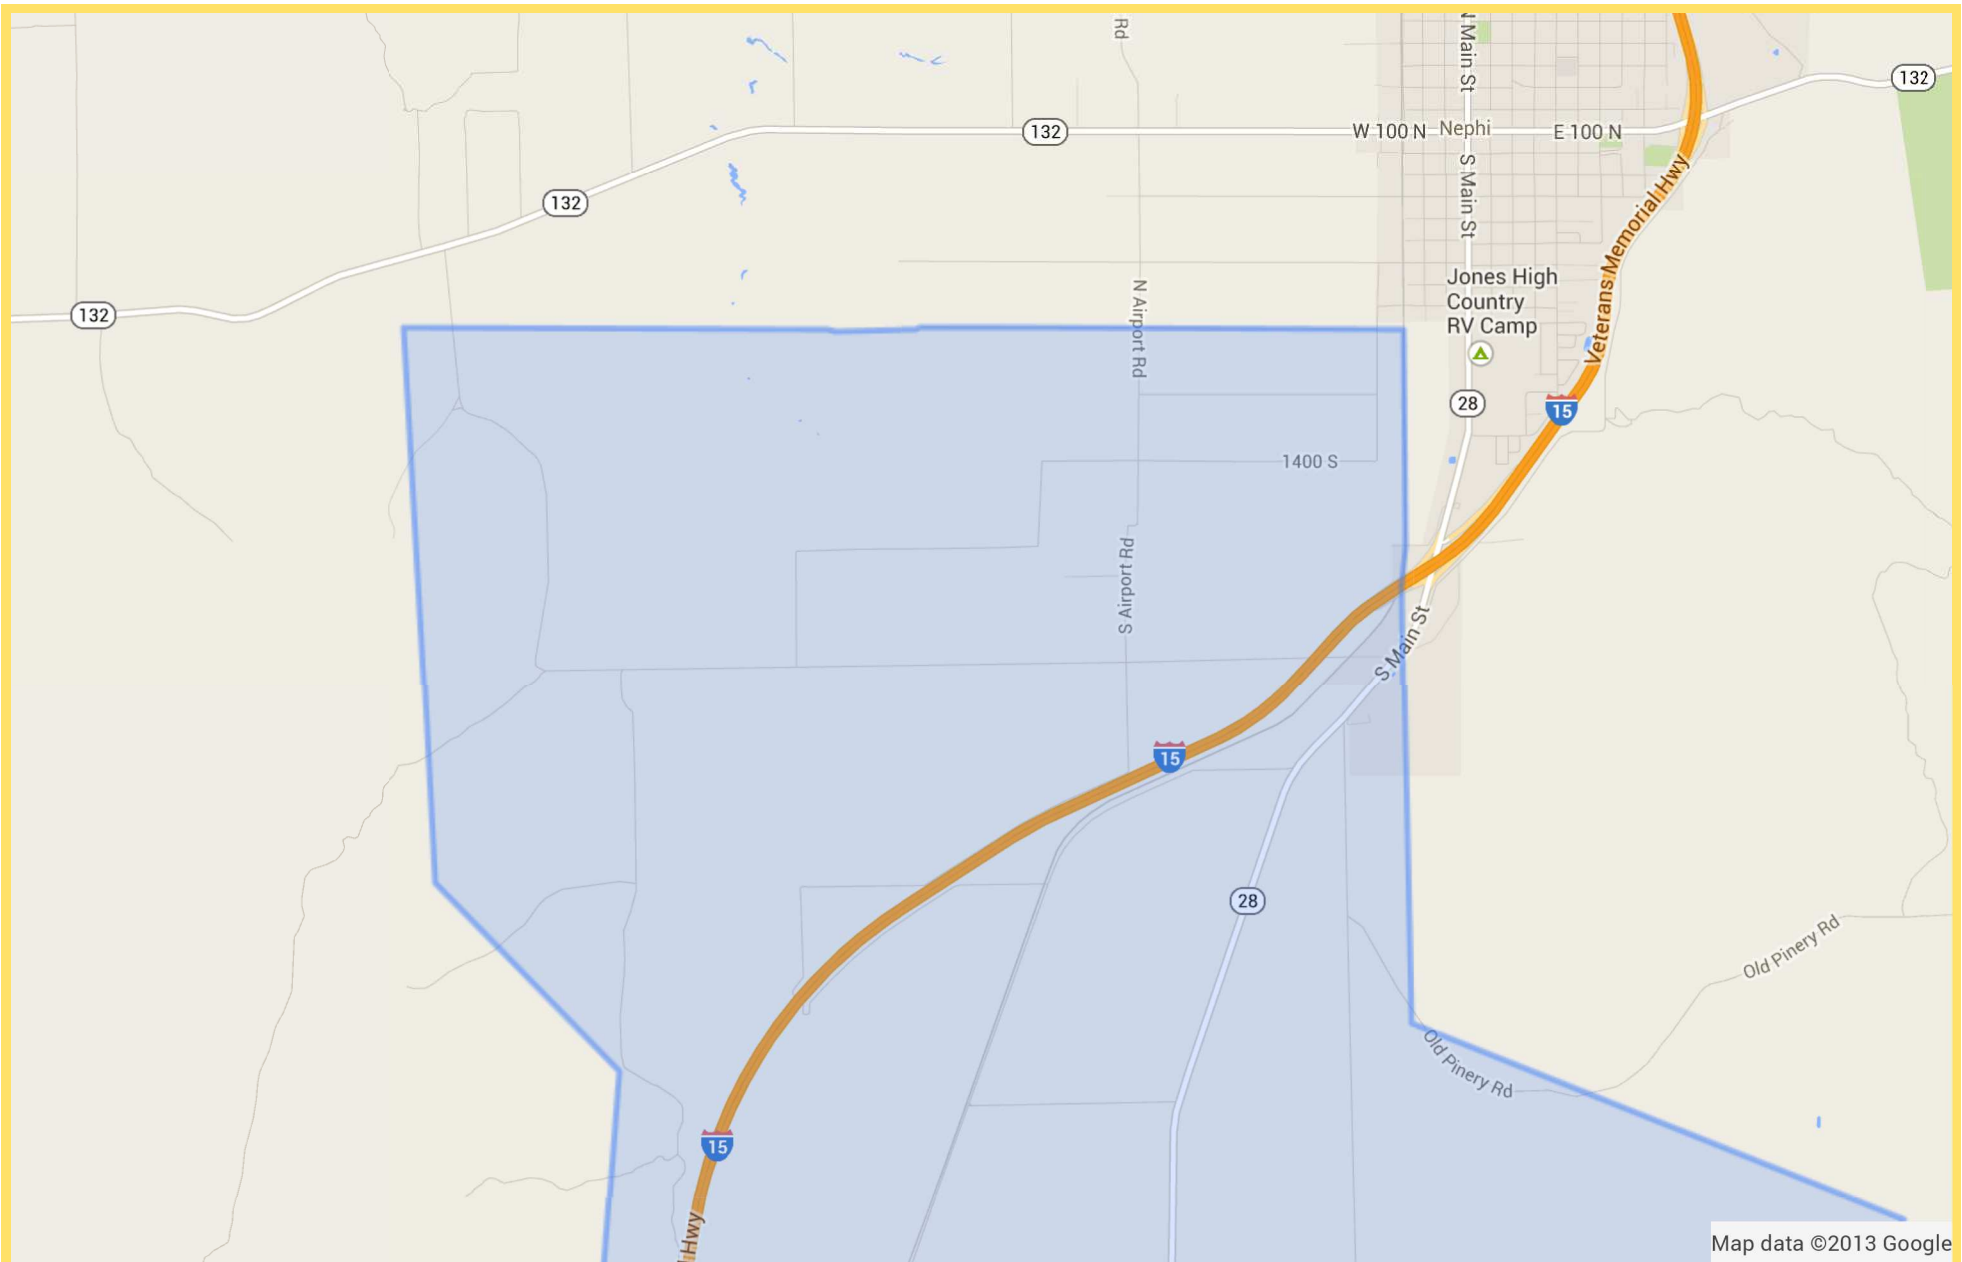 Rd
N Main St
132
132
W 100 N
Nephi
E 100 N
S Main St
Veterans Memorial Hwy
132
Jones High
Country
RV Camp
132
N Airport Rd
28
15
1400 S
S Airport Rd
S Main St
15
28
Old Pinery Rd
Old Pinery Rd
15
Hwy
Map data ©2013 Google